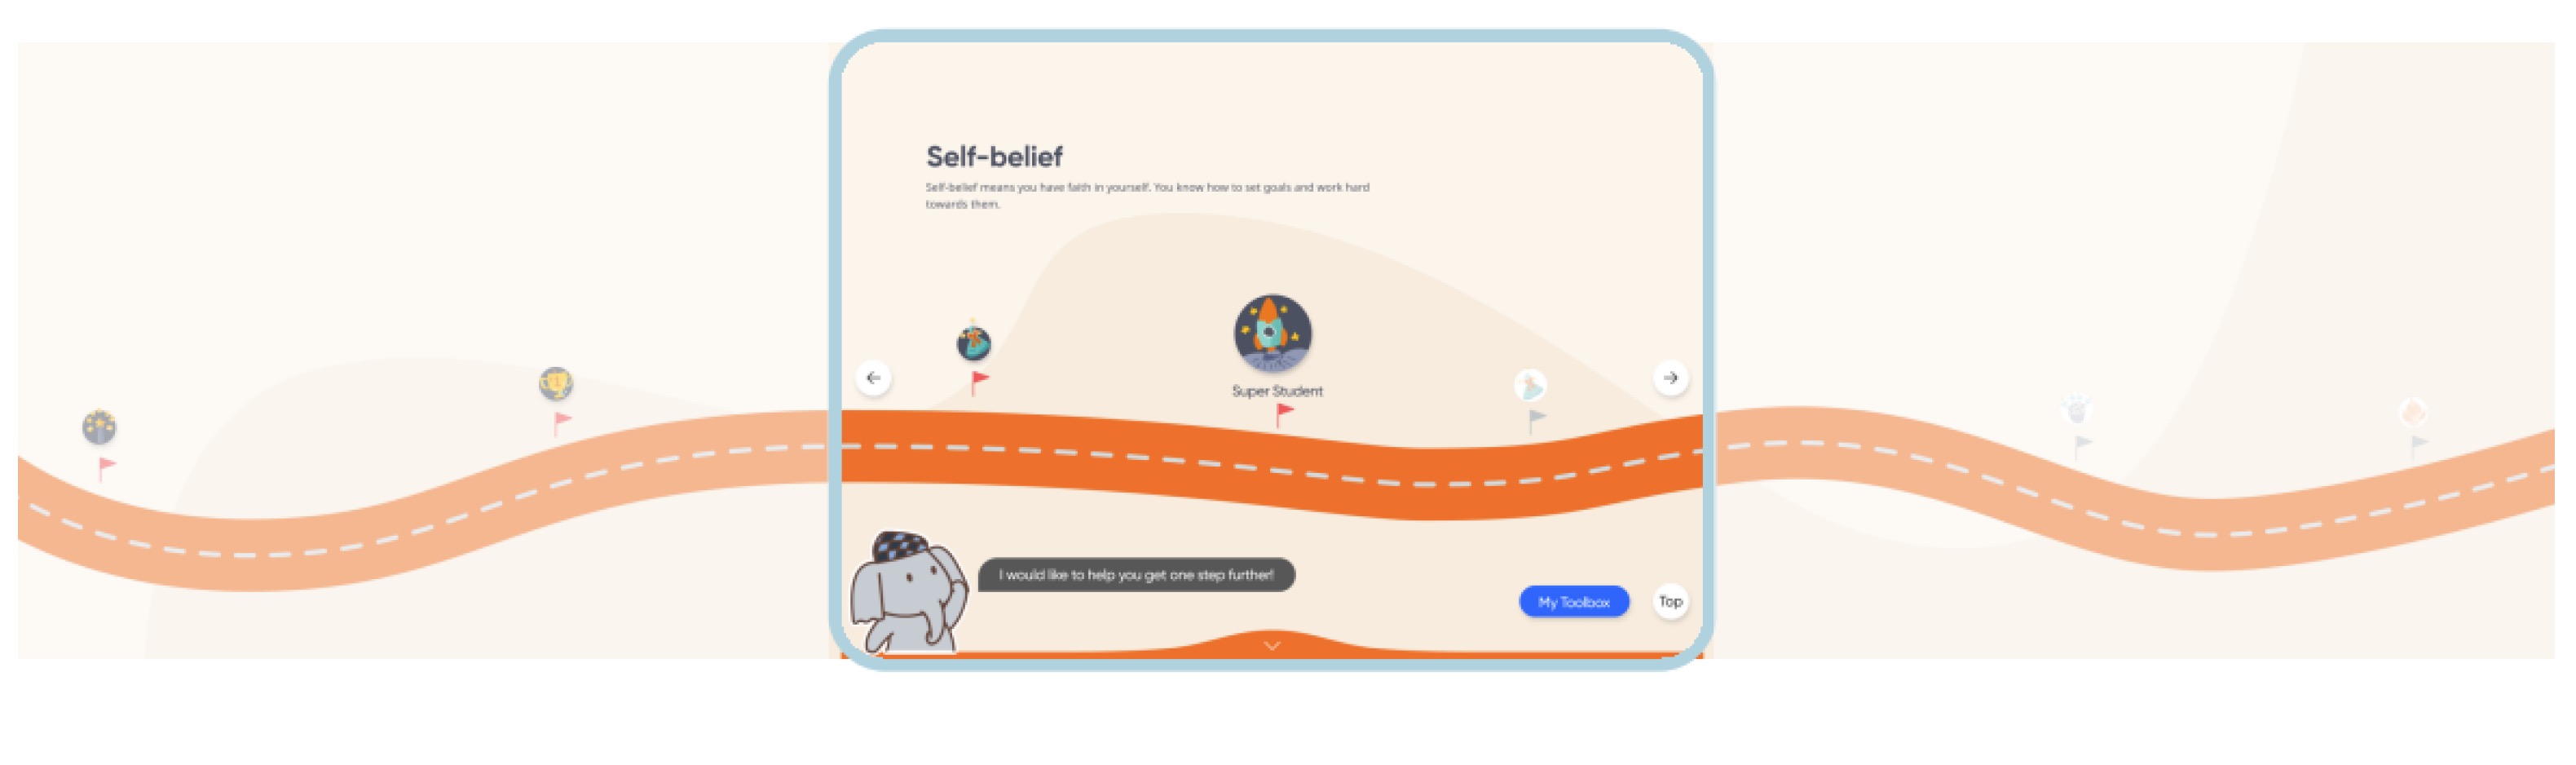 Self-belief
Self-belief means you have faith in yourself. You know how to set goals and work hard
towards them.
Super Student
I would like to help you get one step further!
My Toolbox
Top